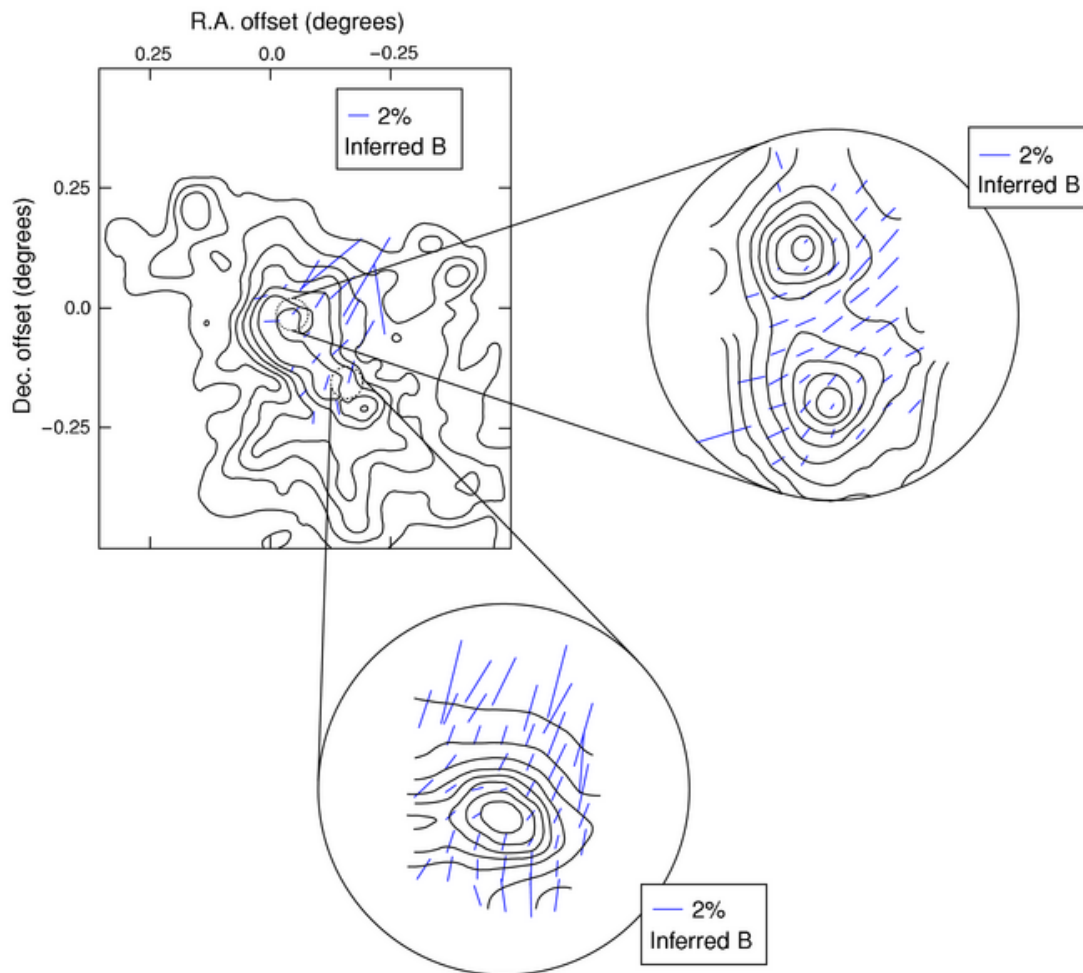 R.A. offset (degrees)
0.25 0.0 −0.25
2%
Inferred B
2%
Inferred B
Dec. offset (degrees)
0.25
0.0
−0.25
2%
Inferred B